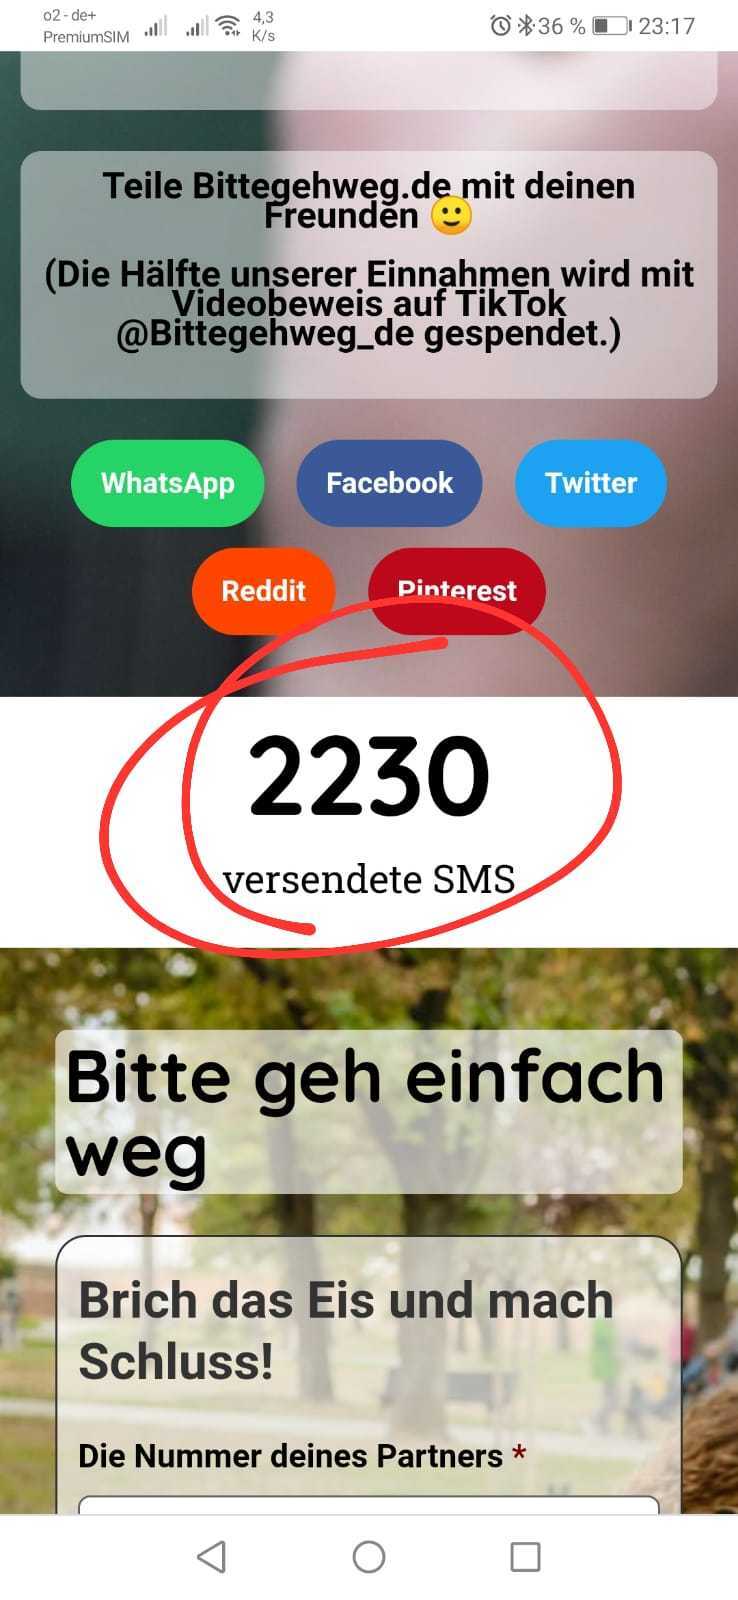 o2 - de+
PremiumSIM
4,3
K/s
36 %
23:17
Teile Bittegehweg.de mit deinen
Freunden 🙂
(Die Hälfte unserer Einnahmen wird mit
Videobeweis auf TikTok
@Bittegehweg_de gespendet.)
WhatsApp
Facebook
Twitter
Reddit
Pinterest
2230
versendete SMS
Bitte geh einfach
weg
Brich das Eis und mach
Schluss!
Die Nummer deines Partners *